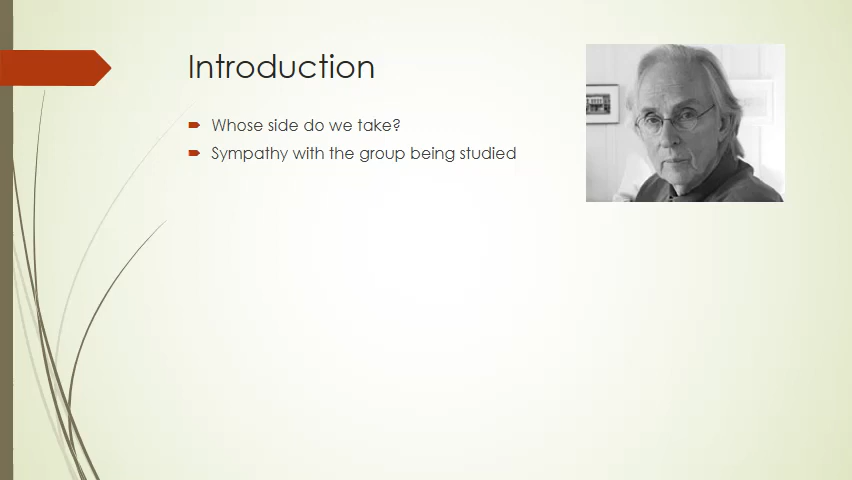 Introduction
Whose side do we take?
Sympathy with the group being studied